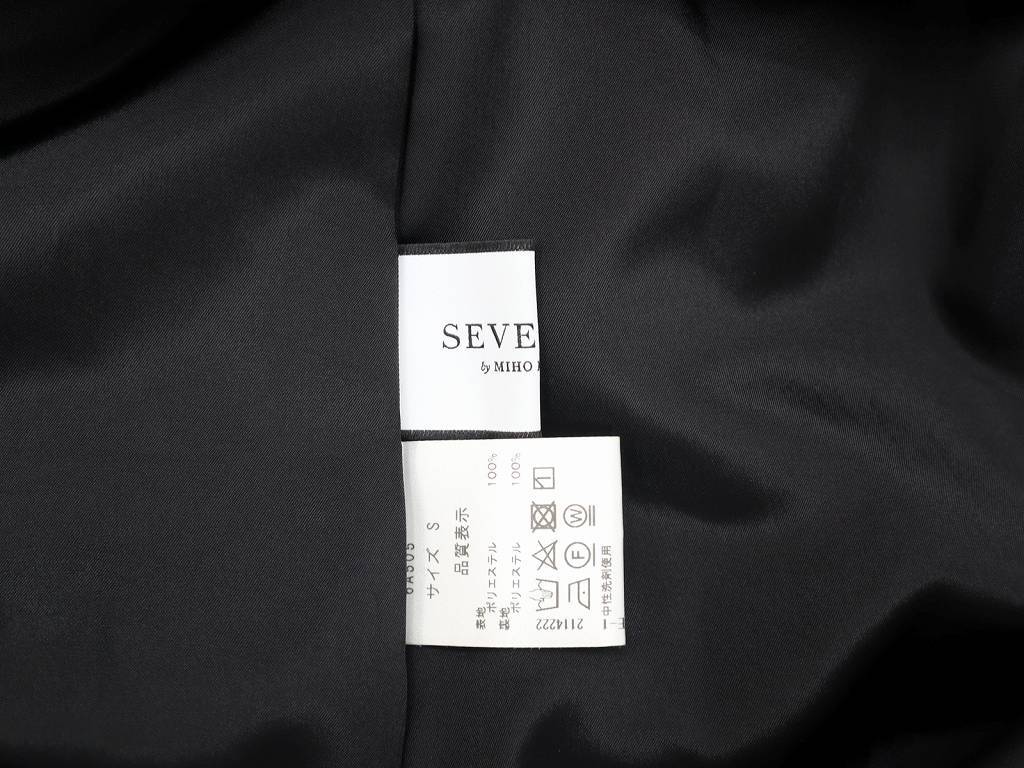 SEVE
by MIHO
サイズ S
品質表示
表地 ポリエステル 100%
裏地 ポリエステル 100%
F W
中性洗剤使用
2114222